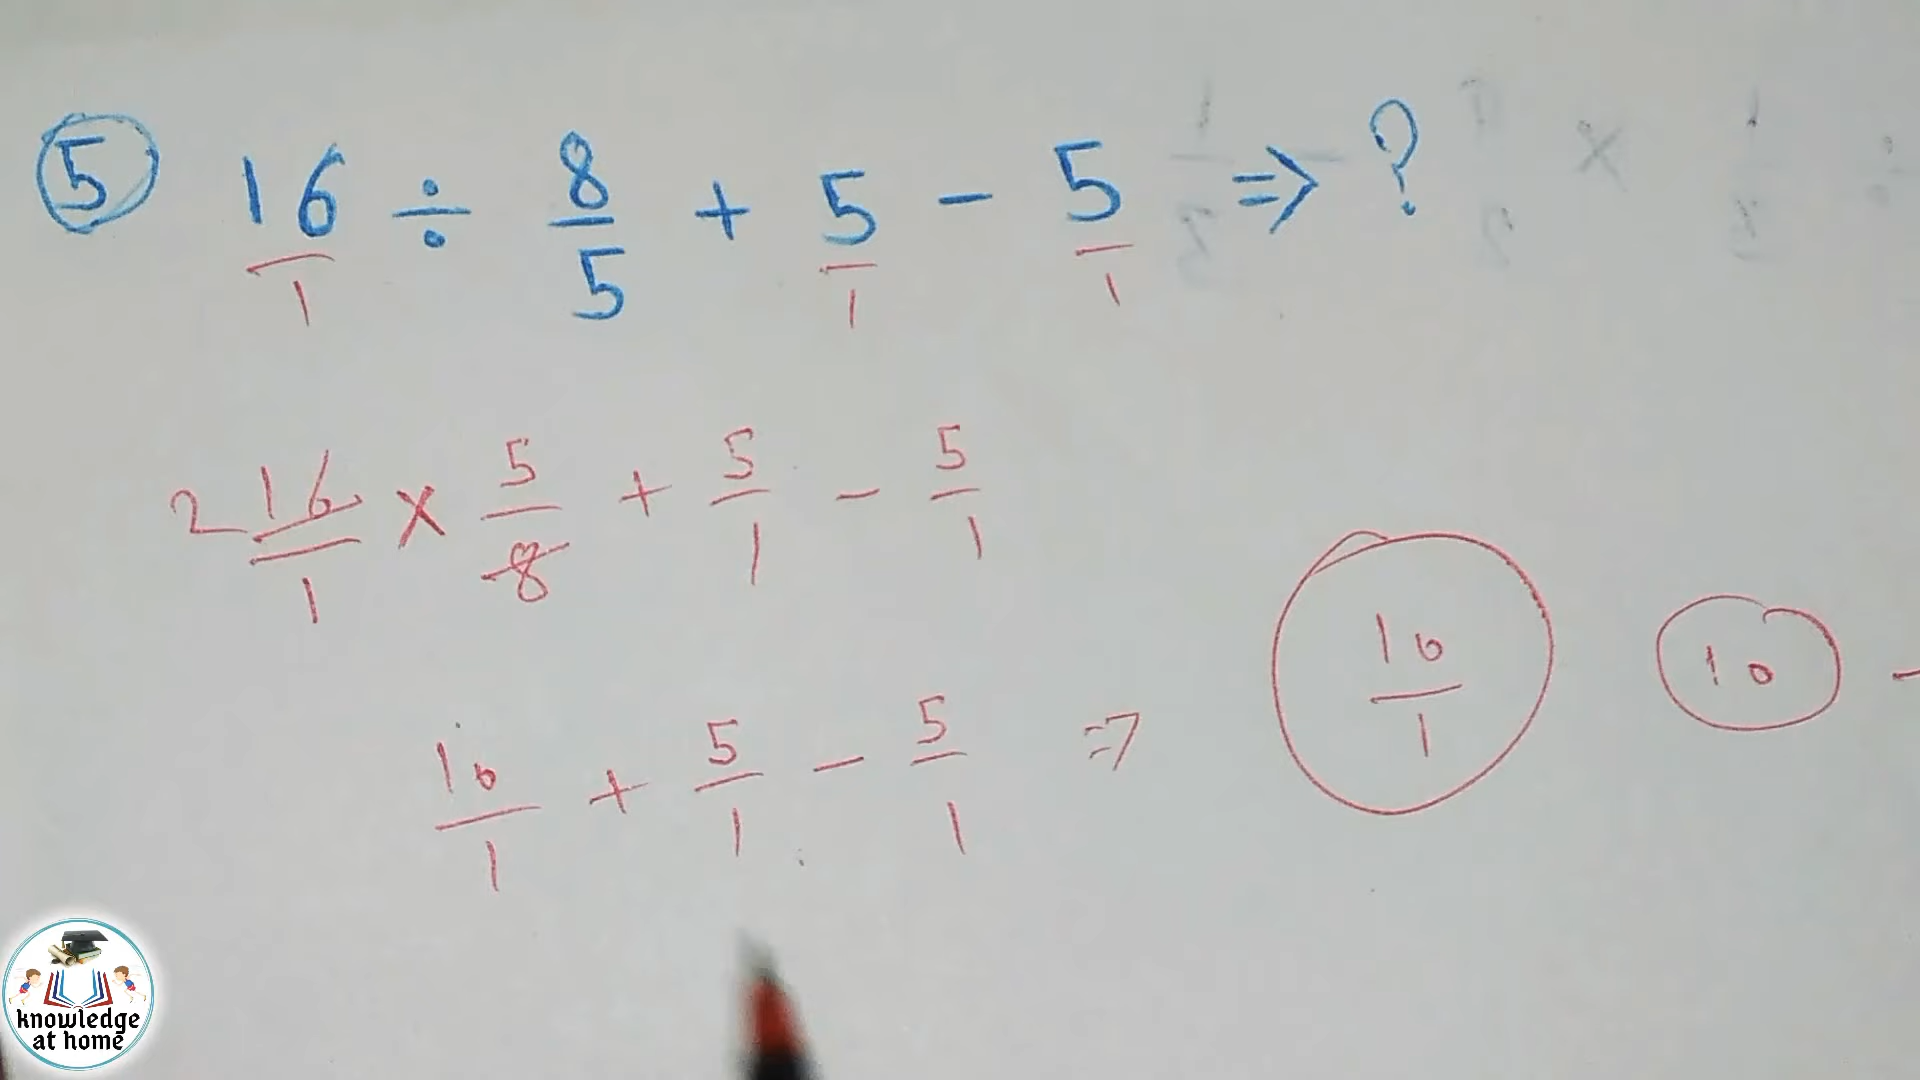 5 16/1 ÷ 8/5 + 5/1 - 5/1 => ?
2 16/1 × 5/8 + 5/1 - 5/1
10/1 + 5/1 - 5/1 => 10/1 10 -
knowledge
at home